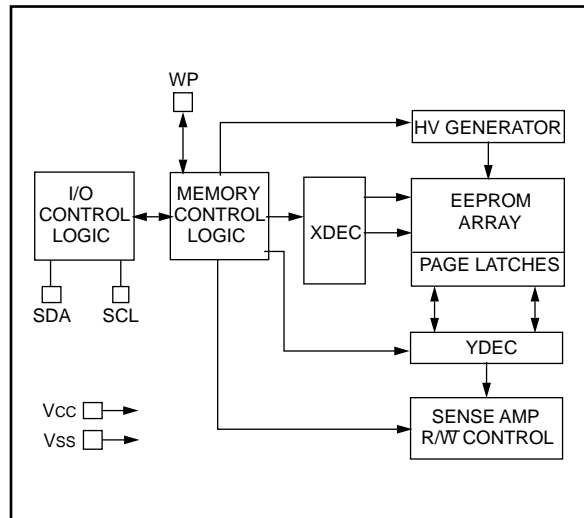 WP
HV GENERATOR
I/O
CONTROL
LOGIC
MEMORY
CONTROL
LOGIC
XDEC
EEPROM
ARRAY
PAGE LATCHES
SDA
SCL
YDEC
VCC
VSS
SENSE AMP
R/W̅ CONTROL